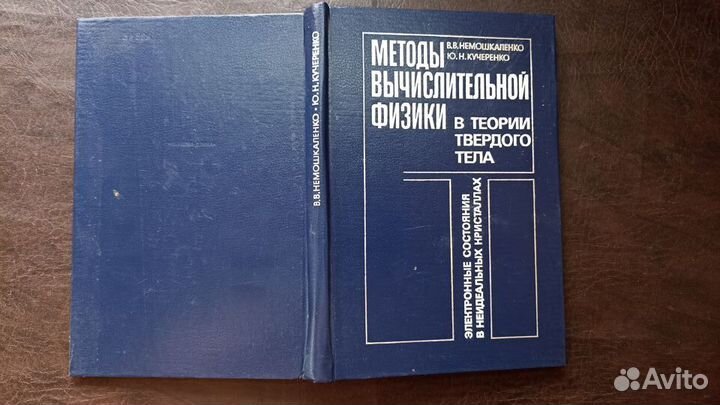 В.В.НЕМОШКАЛЕНКО • Ю.Н.КУЧЕРЕНКО
В.В.НЕМОШКАЛЕНКО
Ю.Н.КУЧЕРЕНКО
МЕТОДЫ
ВЫЧИСЛИТЕЛЬНОЙ
ФИЗИКИ
В ТЕОРИИ
ТВЕРДОГО
ТЕЛА
ЭЛЕКТРОННЫЕ СОСТОЯНИЯ
В НЕИДЕАЛЬНЫХ КРИСТАЛЛАХ
Avito